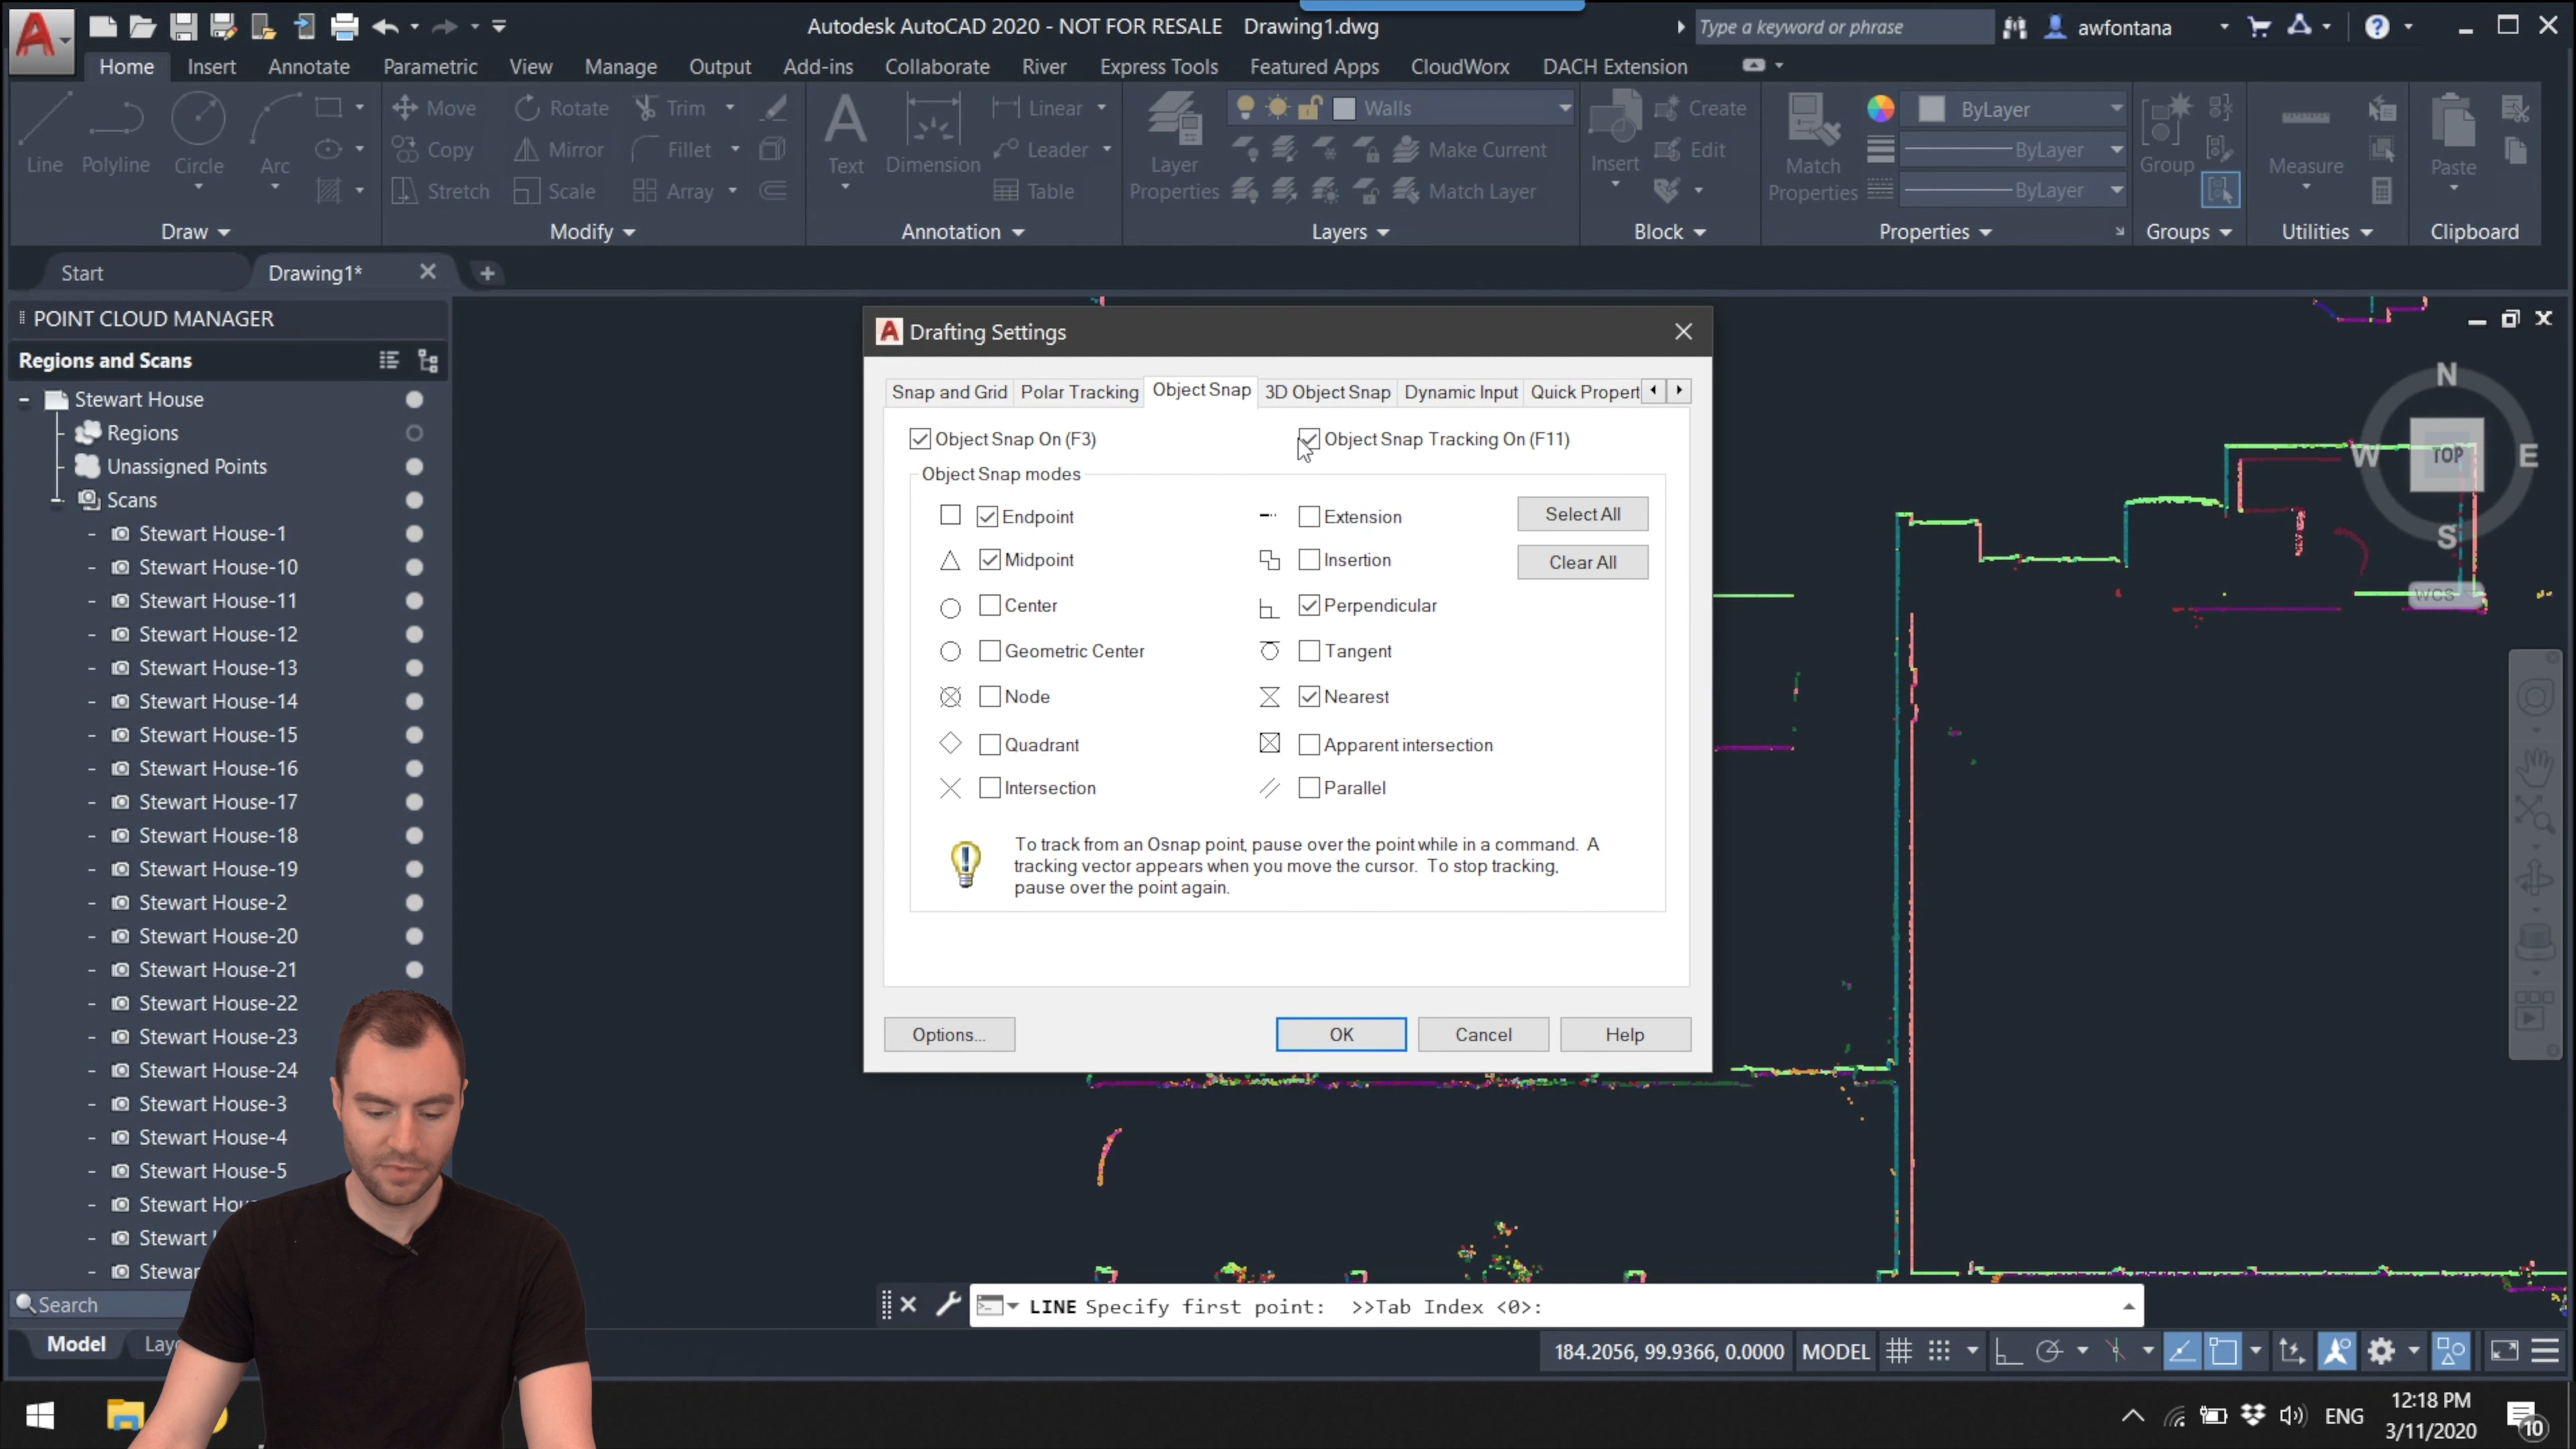 Autodesk AutoCAD 2020 - NOT FOR RESALE Drawing1.dwg
Type a keyword or phrase
awfontana
Home Insert Annotate Parametric View Manage Output Add-ins Collaborate River Express Tools Featured Apps CloudWorx DACH Extension
Line Polyline Circle Arc
Move Rotate Trim
Copy Mirror Fillet
Stretch Scale Array
Text Dimension
Linear
Leader
Table
Layer Properties
Walls
Make Current
Match Layer
Insert
Create
Edit
Match Properties
ByLayer
ByLayer
ByLayer
Group
Measure
Paste
Draw Modify Annotation Layers Block Properties Groups Utilities Clipboard
Start Drawing1*
POINT CLOUD MANAGER
Regions and Scans
Stewart House
Regions
Unassigned Points
Scans
Stewart House-1
Stewart House-10
Stewart House-11
Stewart House-12
Stewart House-13
Stewart House-14
Stewart House-15
Stewart House-16
Stewart House-17
Stewart House-18
Stewart House-19
Stewart House-2
Stewart House-20
Stewart House-21
Stewart House-22
Stewart House-23
Stewart House-24
Stewart House-3
Stewart House-4
Stewart House-5
Stewart
Stewart
Search
Model
Drafting Settings
Snap and Grid Polar Tracking Object Snap 3D Object Snap Dynamic Input Quick Propert
Object Snap On (F3) Object Snap Tracking On (F11)
Object Snap modes
Endpoint Extension Select All
Midpoint Insertion Clear All
Center Perpendicular
Geometric Center Tangent
Node Nearest
Quadrant Apparent intersection
Intersection Parallel
To track from an Osnap point, pause over the point while in a command. A
tracking vector appears when you move the cursor. To stop tracking,
pause over the point again.
Options... OK Cancel Help
N
W TOP E
S
WCS
LINE Specify first point: >>Tab Index <0>:
184.2056, 99.9366, 0.0000 MODEL
ENG
12:18 PM
3/11/2020
10